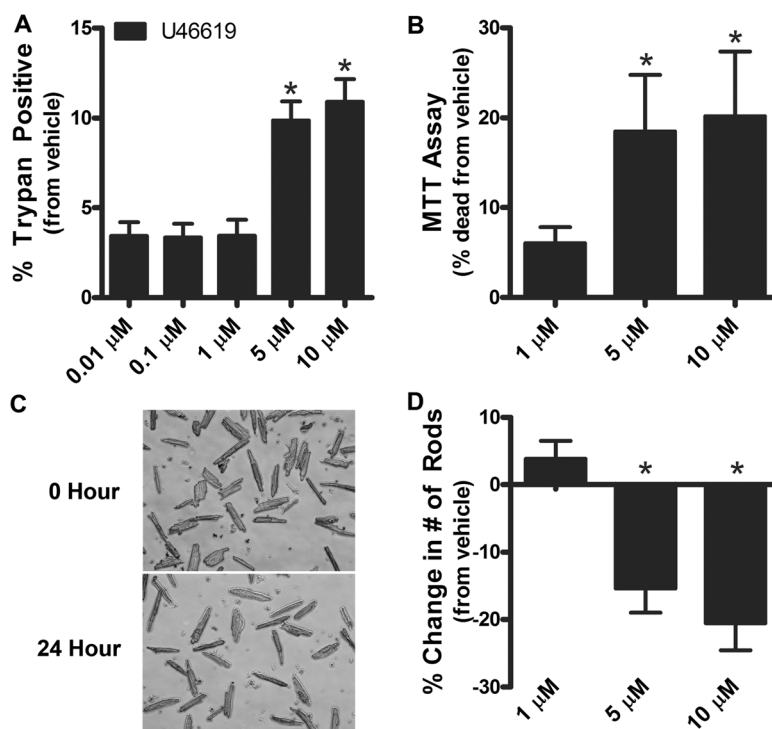 A
U46619
% Trypan Positive
(from vehicle)
15
10
5
0
*
*
0.01 μM
0.1 μM
1 μM
5 μM
10 μM
B
MTT Assay
(% dead from vehicle)
30
20
10
0
*
*
1 μM
5 μM
10 μM
C
0 Hour
24 Hour
D
% Change in # of Rods
(from vehicle)
10
0
-10
-20
-30
*
*
1 μM
5 μM
10 μM